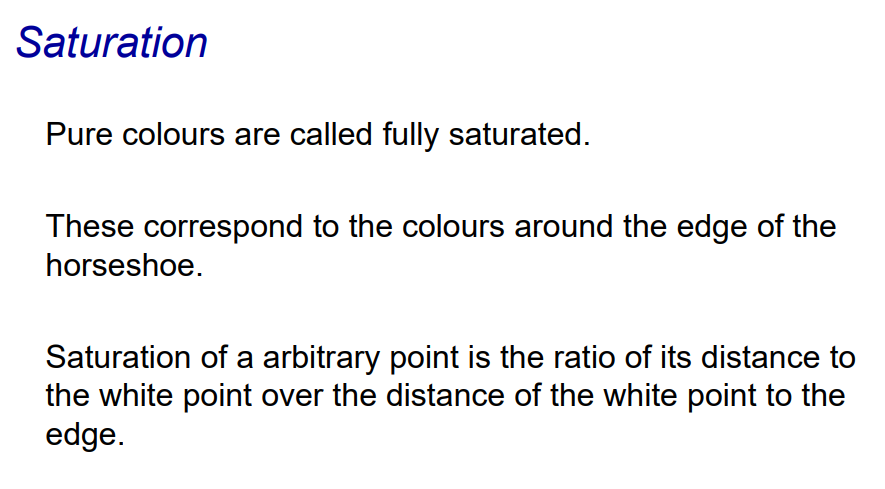 Saturation
Pure colours are called fully saturated.
These correspond to the colours around the edge of the
horseshoe.
Saturation of a arbitrary point is the ratio of its distance to
the white point over the distance of the white point to the
edge.